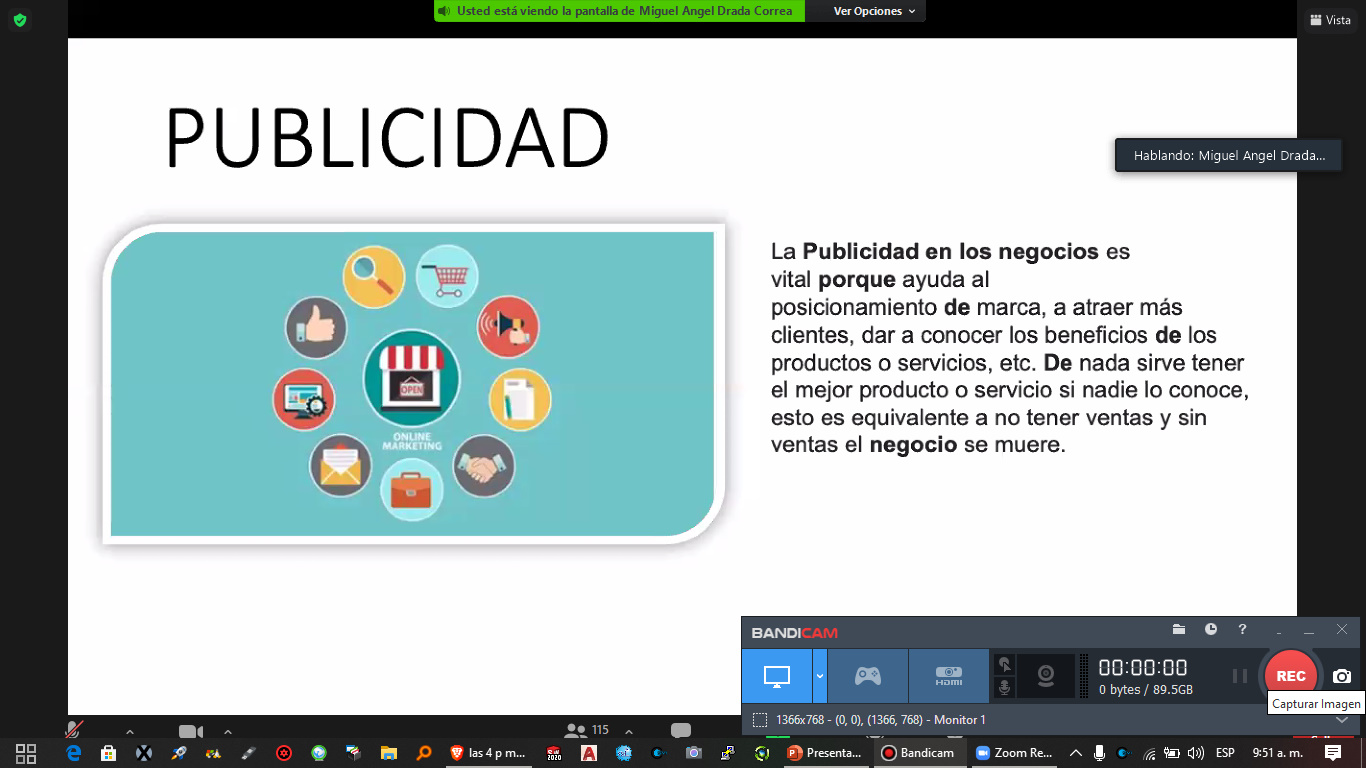 Usted está viendo la pantalla de Miguel Angel Drada Correa
Ver Opciones
Vista
PUBLICIDAD
Hablando: Miguel Angel Drada...
OPEN
ONLINE
MARKETING
La Publicidad en los negocios es
vital porque ayuda al
posicionamiento de marca, a atraer más
clientes, dar a conocer los beneficios de los
productos o servicios, etc. De nada sirve tener
el mejor producto o servicio si nadie lo conoce,
esto es equivalente a no tener ventas y sin
ventas el negocio se muere.
BANDICAM
?
HDMI
00:00:00
0 bytes / 89.5GB
REC
Capturar Imagen
1366x768 - (0, 0), (1366, 768) - Monitor 1
115
las 4 p m...
2020
Presenta...
Bandicam
Zoom Re...
ESP
9:51 a. m.